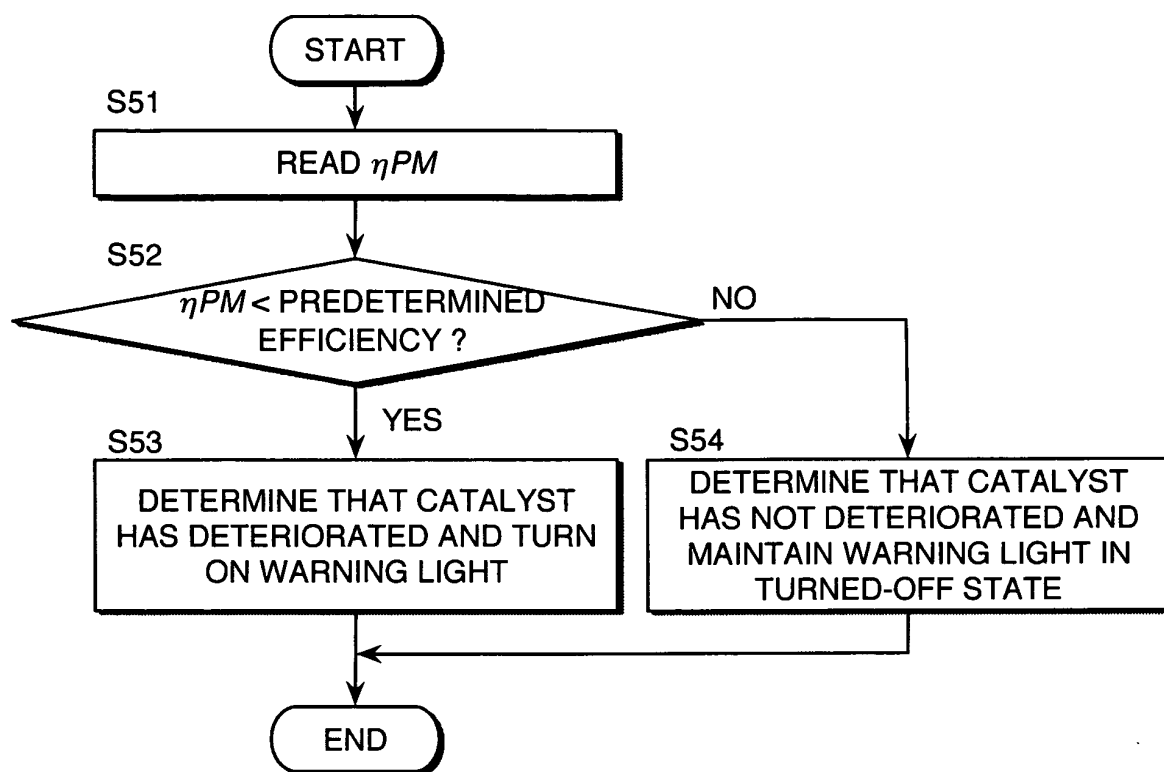 START
S51
READ ηPM
S52
ηPM < PREDETERMINED
EFFICIENCY ?
NO
YES
S53
DETERMINE THAT CATALYST
HAS DETERIORATED AND TURN
ON WARNING LIGHT
S54
DETERMINE THAT CATALYST
HAS NOT DETERIORATED AND
MAINTAIN WARNING LIGHT IN
TURNED-OFF STATE
END